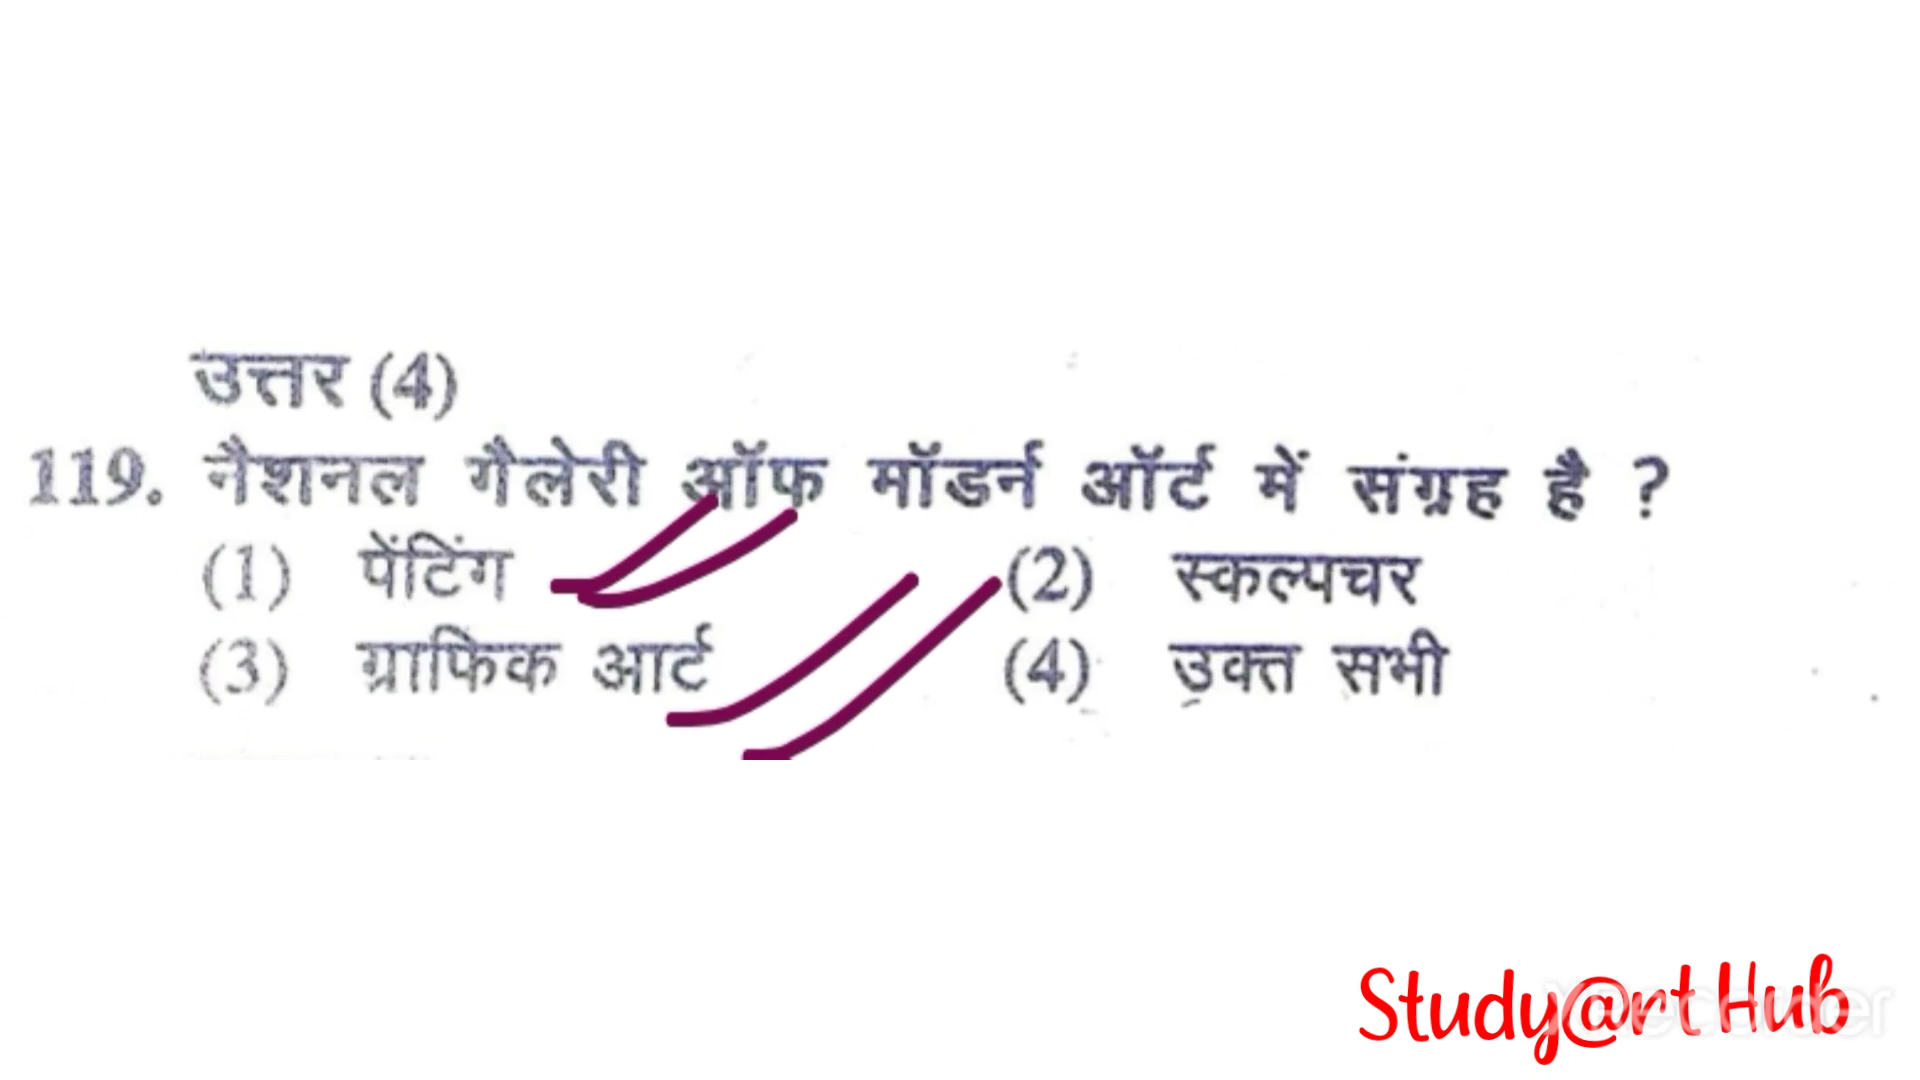 उत्तर (4)
119. नैशनल गैलेरी ऑफ मॉडर्न ऑर्ट में संग्रह है ?
(1) पेंटिंग (2) स्कल्पचर
(3) ग्राफिक आर्ट (4) उक्त सभी
Study@rt Hub
XRecorder